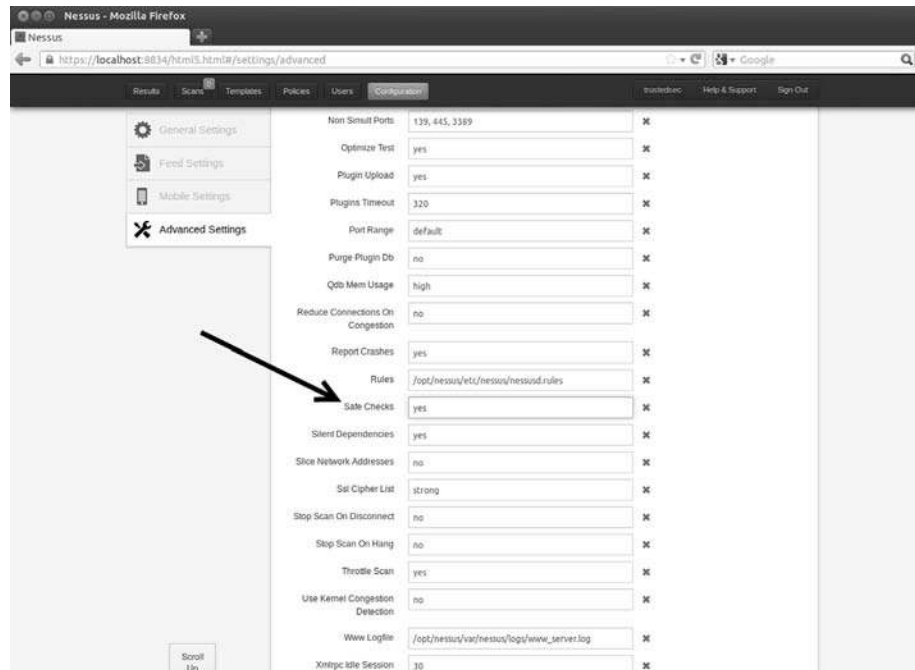 Nessus - Mozilla Firefox
Nessus
https://localhost:8834/html5.html#/settings/advanced
Google
Results Scans Templates Policies Users Configuration trustedsec Help & Support Sign Out
General Settings
Feed Settings
Mobile Settings
Advanced Settings
Non Simult Ports 139, 445, 3389
Optimize Test yes
Plugin Upload yes
Plugins Timeout 320
Port Range default
Purge Plugin Db no
Qdb Mem Usage high
Reduce Connections On
Congestion
no
Report Crashes yes
Rules /opt/nessus/etc/nessus/nessusd.rules
Safe Checks yes
Silent Dependencies yes
Slice Network Addresses no
Ssl Cipher List strong
Stop Scan On Disconnect no
Stop Scan On Hang no
Throttle Scan yes
Use Kernel Congestion
Detection
no
Www Logfile /opt/nessus/var/nessus/logs/www_server.log
Xmlrpc Idle Session 30
Scroll
Up